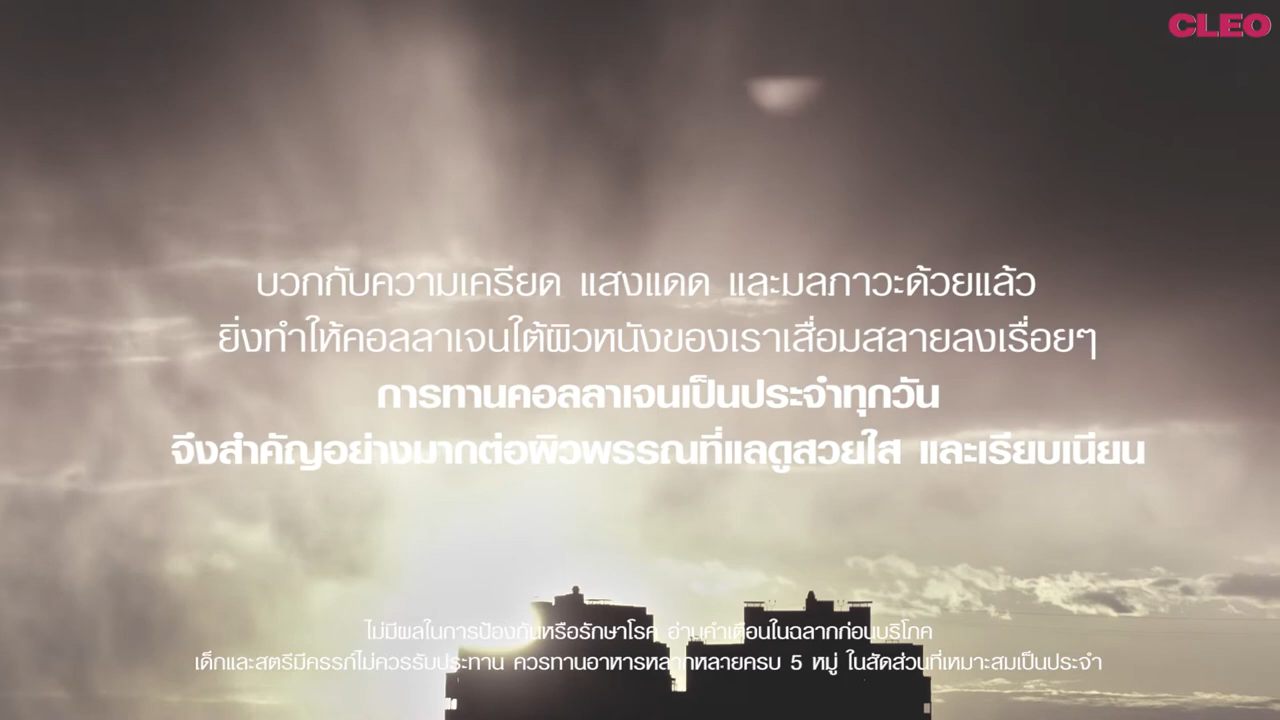 CLEO
บวกกับความเครียด แสงแดด และมลภาวะด้วยแล้ว
ยิ่งทำให้คอลลาเจนใต้ผิวหนังของเราเสื่อมสลายลงเรื่อยๆ
การทานคอลลาเจนเป็นประจำทุกวัน
จึงสำคัญอย่างมากต่อผิวพรรณที่แลดูสวยใส และเรียบเนียน
ไม่มีผลในการป้องกันหรือรักษาโรค อ่านคำเตือนในฉลากก่อนบริโภค
เด็กและสตรีมีครรภ์ไม่ควรรับประทาน ควรทานอาหารหลากหลายครบ 5 หมู่ ในสัดส่วนที่เหมาะสมเป็นประจำ